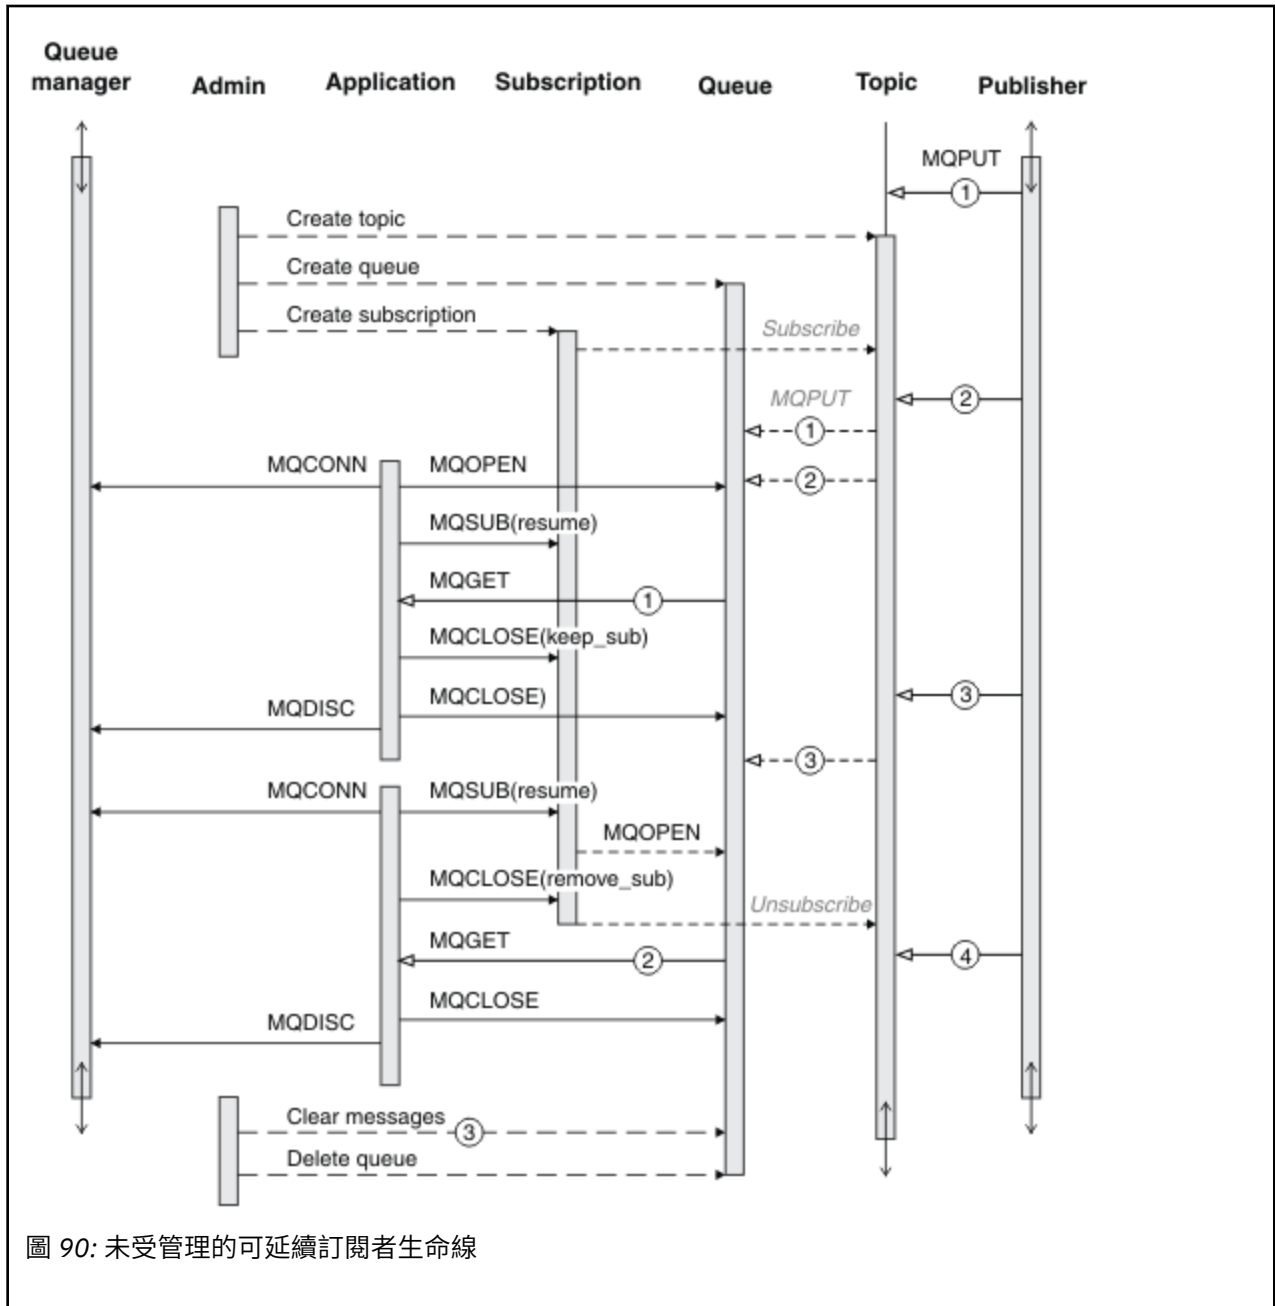 Queue
manager
Admin
Application
Subscription
Queue
Topic
Publisher
MQPUT
1
Create topic
Create queue
Create subscription
Subscribe
MQPUT
2
1
MQCONN
MQOPEN
2
MQSUB(resume)
MQGET
1
MQCLOSE(keep_sub)
MQCLOSE)
3
MQDISC
3
MQCONN
MQSUB(resume)
MQOPEN
MQCLOSE(remove_sub)
Unsubscribe
MQGET
2
4
MQCLOSE
MQDISC
Clear messages
3
Delete queue
圖 90: 未受管理的可延續訂閱者生命線